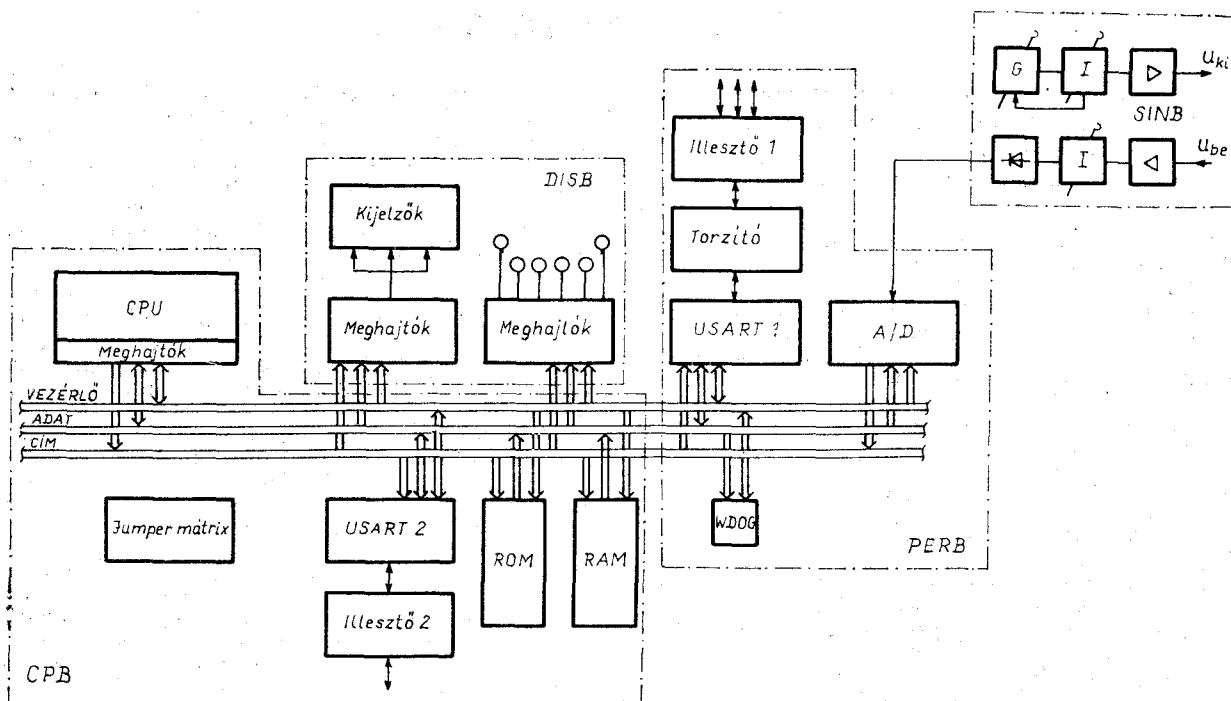 G
I
U_ki
SINB
I
U_be
Illesztő 1
DISB
Kijelzők
Torzító
CPU
Meghajtók
Meghajtók
Meghajtók
USART 1
A/D
VEZÉRLŐ
ADAT
CÍM
Jumper mátrix
USART 2
ROM
RAM
WDOG
PERB
Illesztő 2
CPB